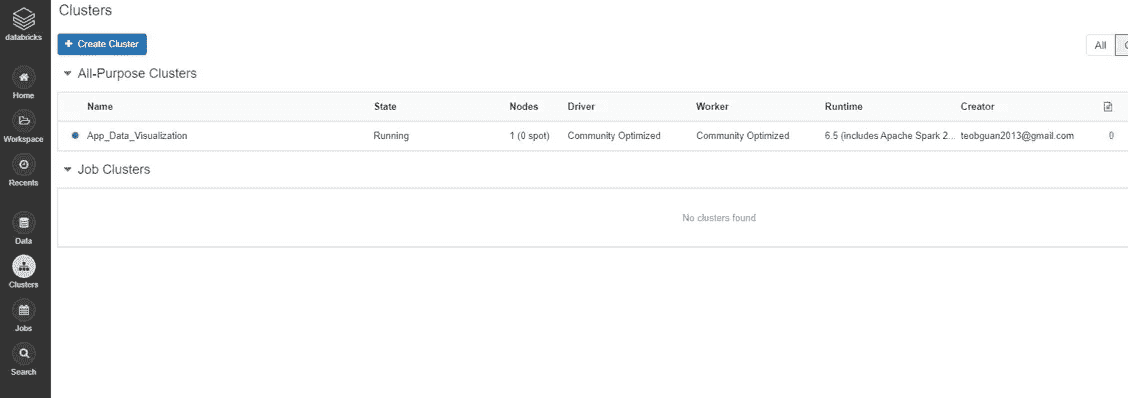 databricks
Home
Workspace
Recents
Data
Clusters
Jobs
Search
Clusters
+ Create Cluster
All
All-Purpose Clusters
Name State Nodes Driver Worker Runtime Creator
App_Data_Visualization Running 1 (0 spot) Community Optimized Community Optimized 6.5 (includes Apache Spark 2... teobguan2013@gmail.com 0
Job Clusters
No clusters found